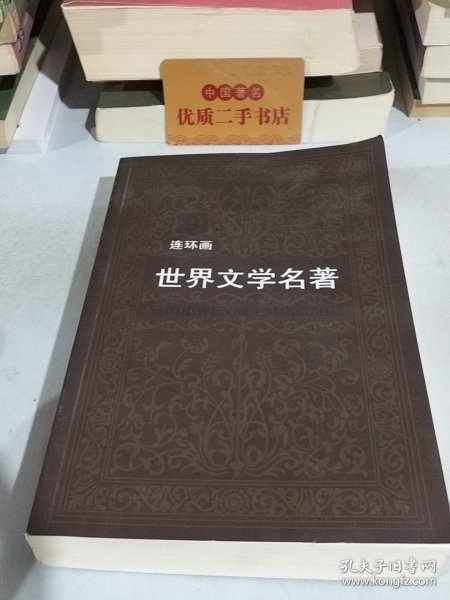 中国著名
优质二手书店
9
连环画
世界文学名著
SHIJIEWENXUEMINGZHU
孔夫子旧书网
www.kongfz.com